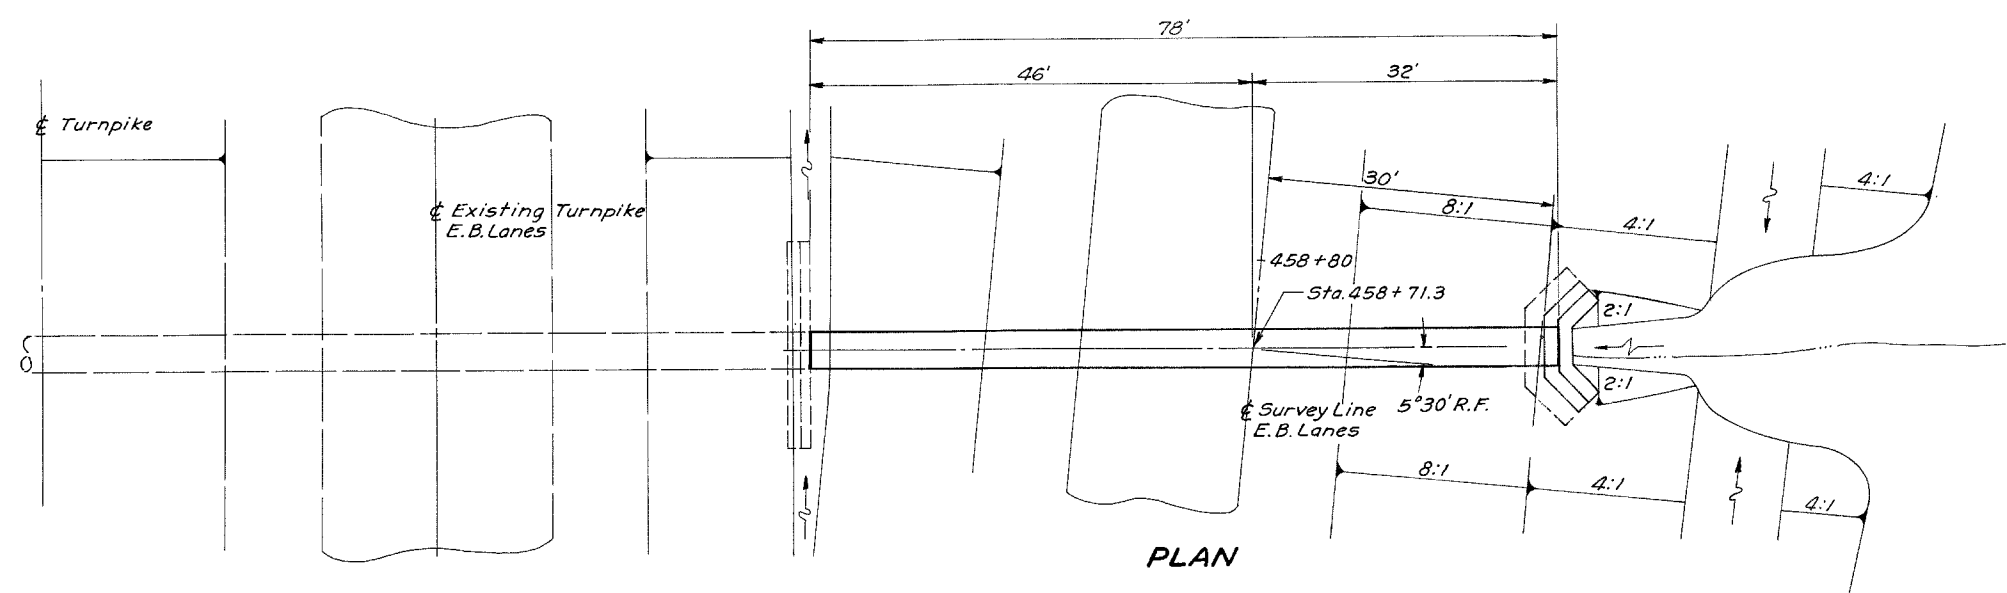 78'
46'
32'
℄ Turnpike
30'
4:1
8:1
4:1
℄ Existing Turnpike
E.B. Lanes
458+80
Sta. 458+71.3
2:1
2:1
℄ Survey Line
E.B. Lanes
5°30' R.F.
8:1
4:1
4:1
PLAN